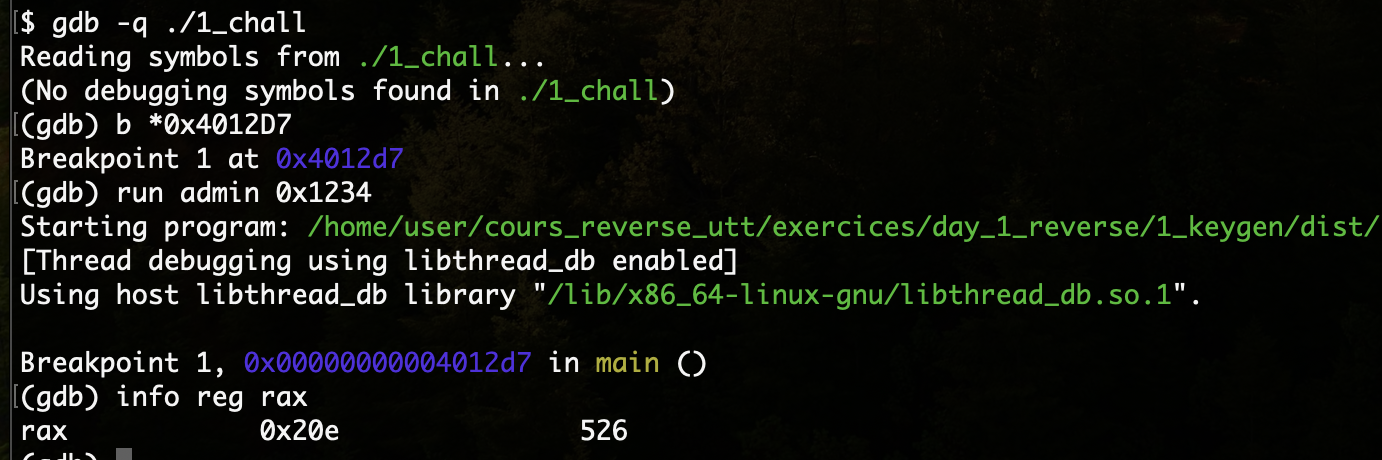 $ gdb -q ./1_chall
Reading symbols from ./1_chall...
(No debugging symbols found in ./1_chall)
(gdb) b *0x4012D7
Breakpoint 1 at 0x4012d7
(gdb) run admin 0x1234
Starting program: /home/user/cours_reverse_utt/exercices/day_1_reverse/1_keygen/dist/
[Thread debugging using libthread_db enabled]
Using host libthread_db library "/lib/x86_64-linux-gnu/libthread_db.so.1".
Breakpoint 1, 0x00000000004012d7 in main ()
(gdb) info reg rax
rax 0x20e 526
(gdb)